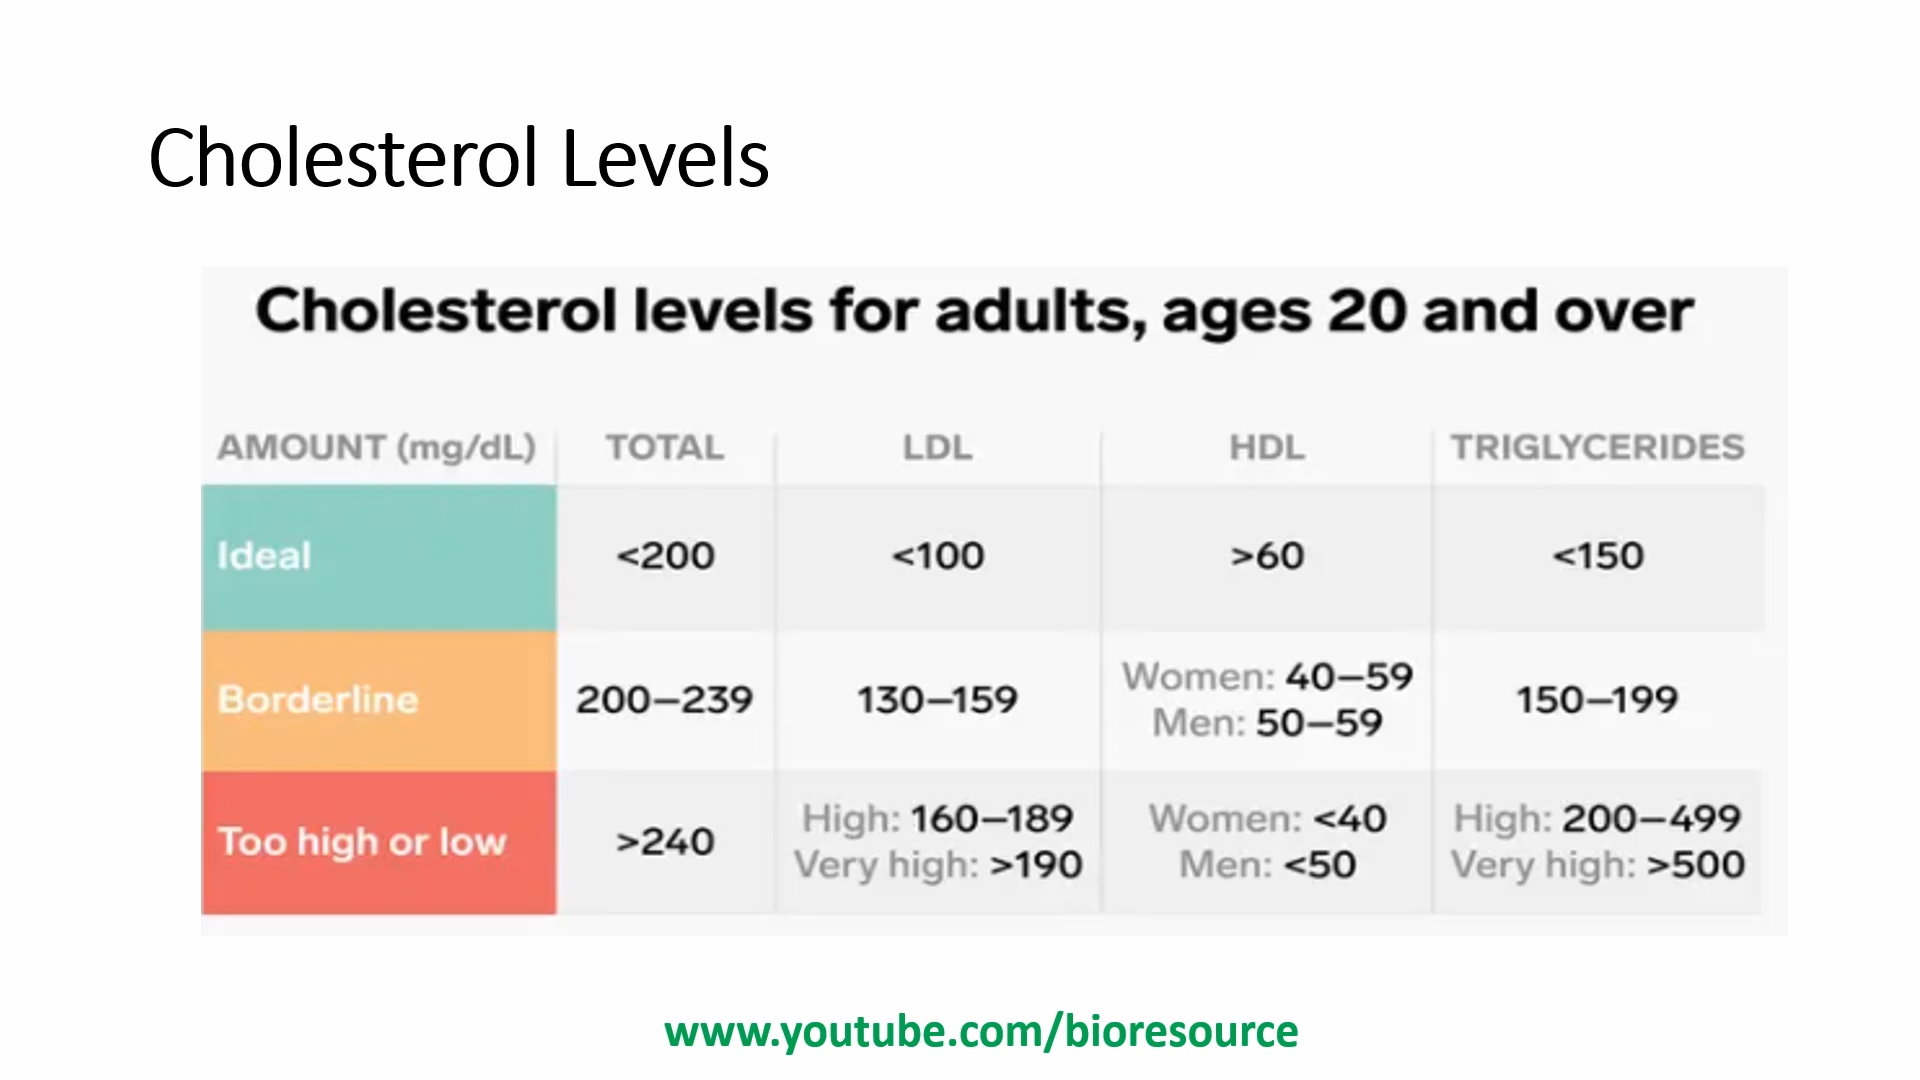 Cholesterol Levels
Cholesterol levels for adults, ages 20 and over
AMOUNT (mg/dL) TOTAL LDL HDL TRIGLYCERIDES
Ideal <200 <100 >60 <150
Borderline 200–239 130–159 Women: 40–59 Men: 50–59 150–199
Too high or low >240 High: 160–189 Very high: >190 Women: <40 Men: <50 High: 200–499 Very high: >500
www.youtube.com/bioresource